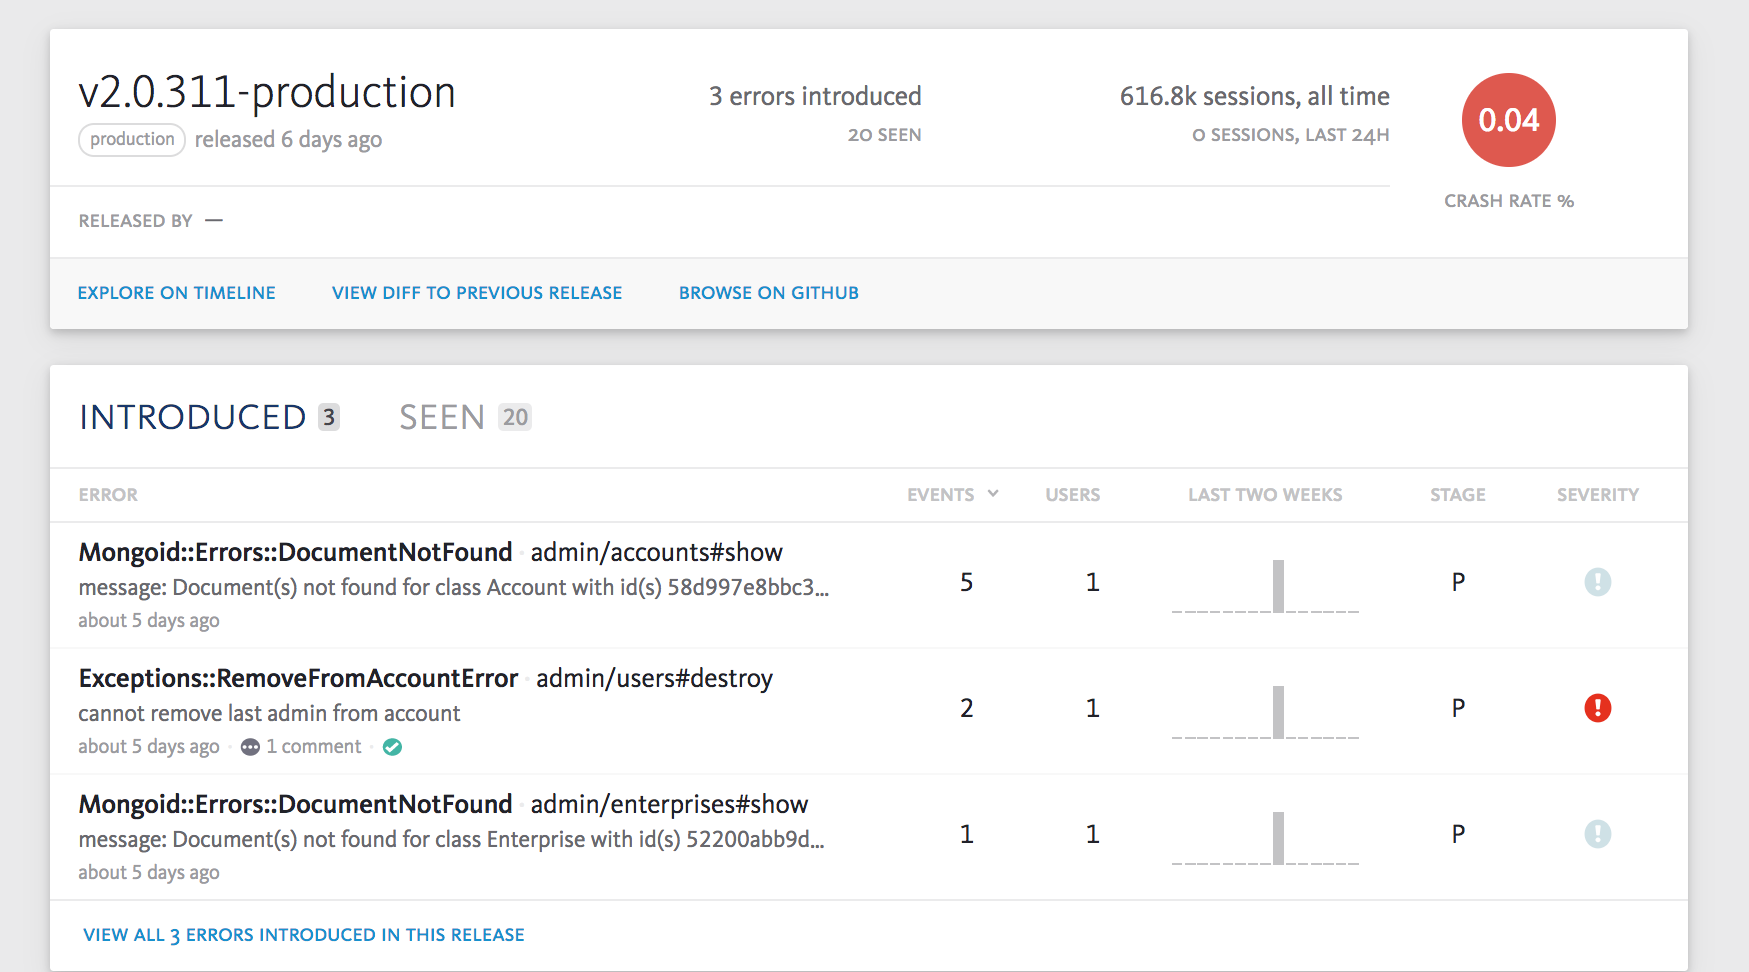 v2.0.311-production
production released 6 days ago
3 errors introduced
20 SEEN
616.8k sessions, all time
0 SESSIONS, LAST 24H
0.04
CRASH RATE %
RELEASED BY —
EXPLORE ON TIMELINE VIEW DIFF TO PREVIOUS RELEASE BROWSE ON GITHUB
INTRODUCED 3 SEEN 20
ERROR EVENTS USERS LAST TWO WEEKS STAGE SEVERITY
Mongoid::Errors::DocumentNotFound · admin/accounts#show
message: Document(s) not found for class Account with id(s) 58d997e8bbc3...
about 5 days ago
5 1 P
Exceptions::RemoveFromAccountError · admin/users#destroy
cannot remove last admin from account
about 5 days ago · 1 comment ·
2 1 P
Mongoid::Errors::DocumentNotFound · admin/enterprises#show
message: Document(s) not found for class Enterprise with id(s) 52200abb9d...
about 5 days ago
1 1 P
VIEW ALL 3 ERRORS INTRODUCED IN THIS RELEASE